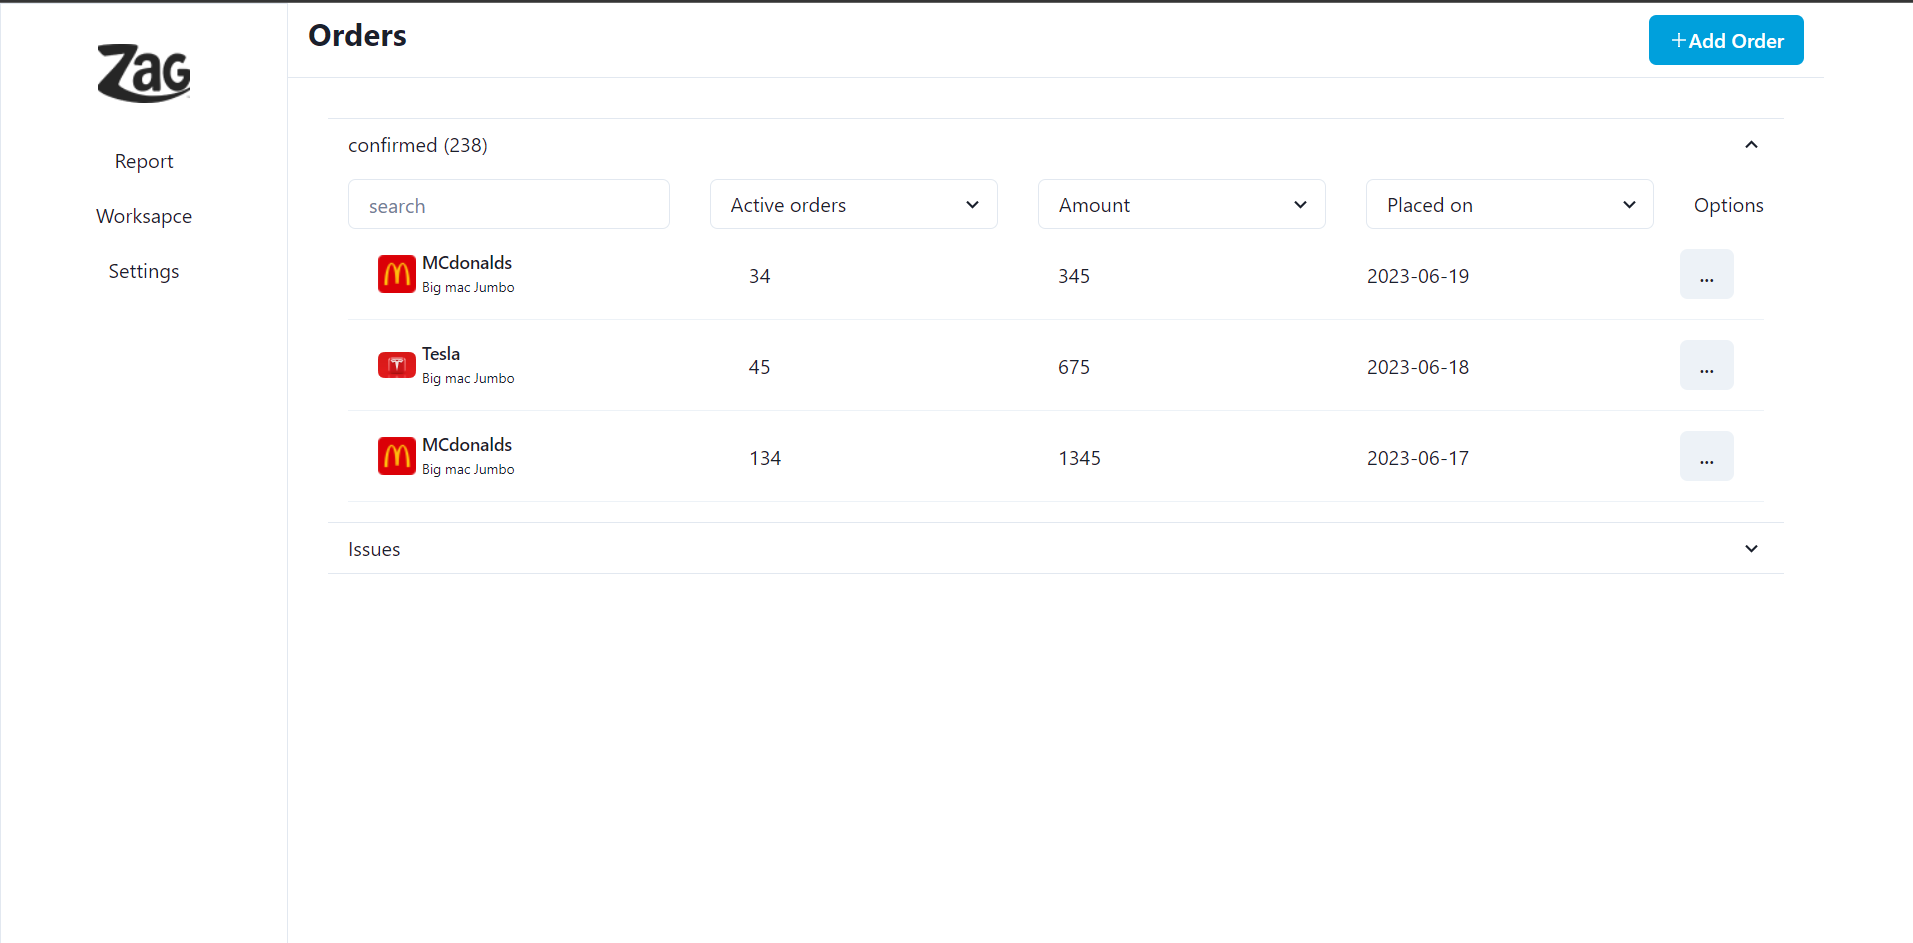 Zag
Orders
+Add Order
Report
Worksapce
Settings
confirmed (238)
search
Active orders
Amount
Placed on
Options
MCdonalds
Big mac Jumbo
34
345
2023-06-19
...
Tesla
Big mac Jumbo
45
675
2023-06-18
...
MCdonalds
Big mac Jumbo
134
1345
2023-06-17
...
Issues